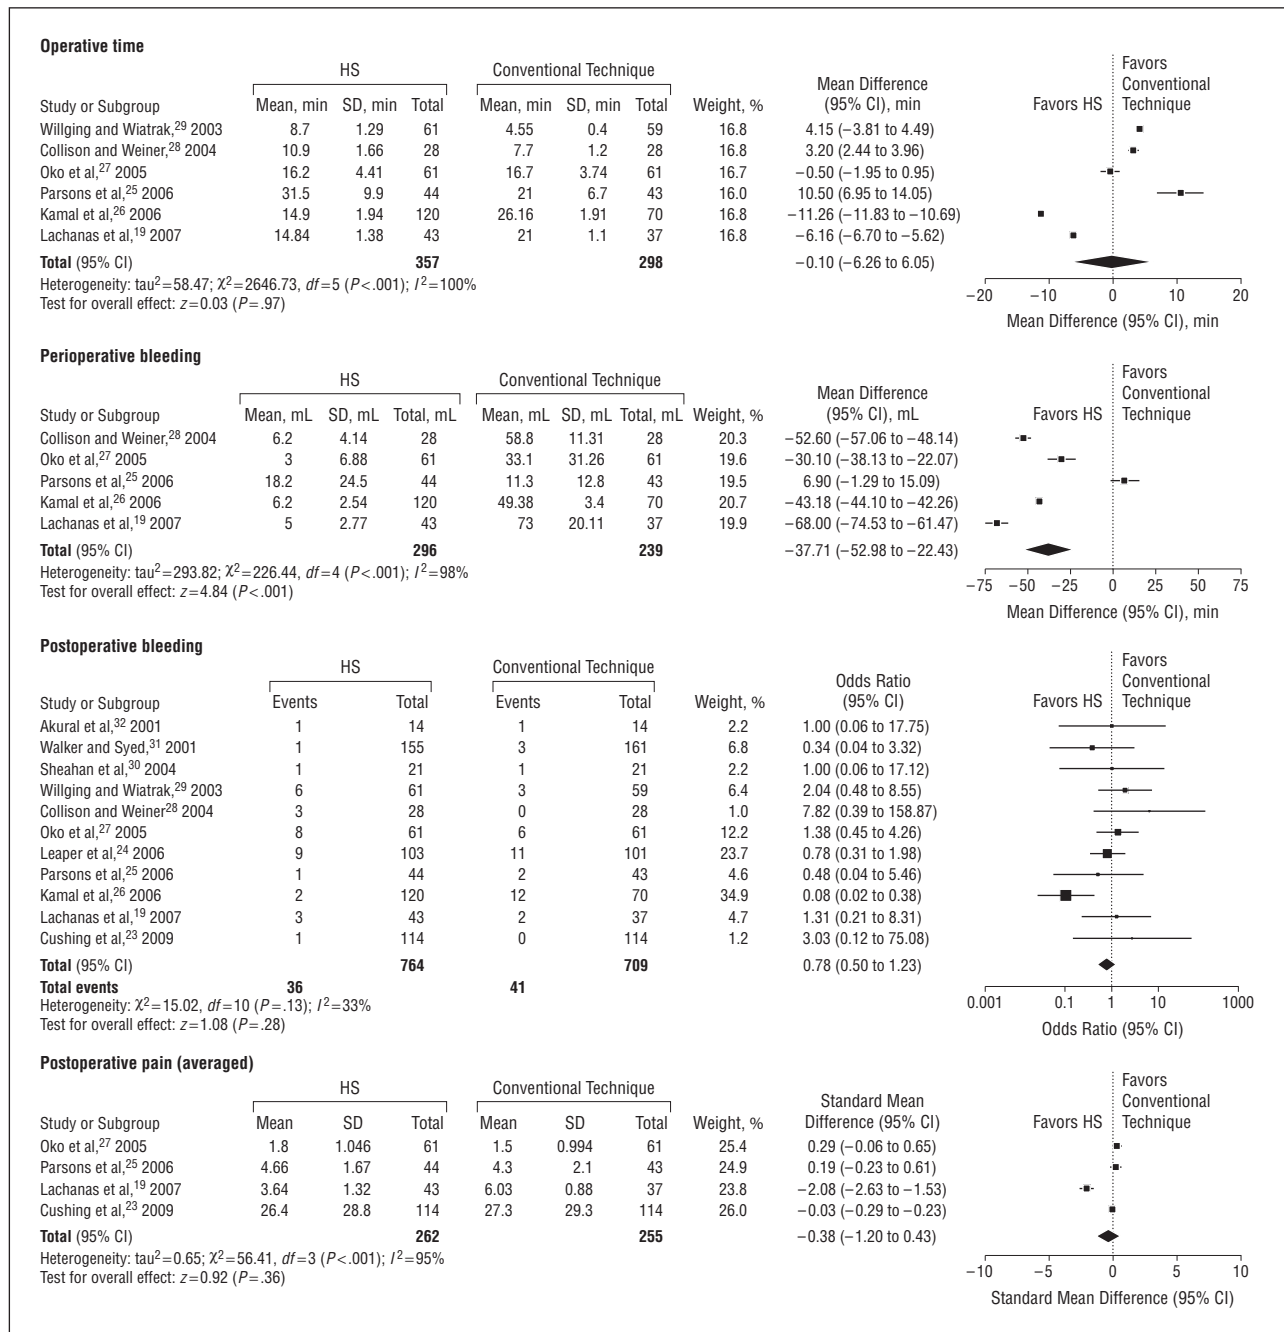 Operative time
HS Conventional Technique Mean Difference (95% CI), min Favors HS Favors Conventional Technique
Study or Subgroup Mean, min SD, min Total Mean, min SD, min Total Weight, %
Willging and Wiatrak,29 2003 8.7 1.29 61 4.55 0.4 59 16.8 4.15 (−3.81 to 4.49)
Collison and Weiner,28 2004 10.9 1.66 28 7.7 1.2 28 16.8 3.20 (2.44 to 3.96)
Oko et al,27 2005 16.2 4.41 61 16.7 3.74 61 16.7 −0.50 (−1.95 to 0.95)
Parsons et al,25 2006 31.5 9.9 44 21 6.7 43 16.0 10.50 (6.95 to 14.05)
Kamal et al,26 2006 14.9 1.94 120 26.16 1.91 70 16.8 −11.26 (−11.83 to −10.69)
Lachanas et al,19 2007 14.84 1.38 43 21 1.1 37 16.8 −6.16 (−6.70 to −5.62)
Total (95% CI) 357 298 −0.10 (−6.26 to 6.05)
Heterogeneity: tau2=58.47; χ2=2646.73, df=5 (P<.001); I2=100%
Test for overall effect: z=0.03 (P=.97)
−20 −10 0 10 20
Mean Difference (95% CI), min
Perioperative bleeding
HS Conventional Technique Mean Difference (95% CI), mL Favors HS Favors Conventional Technique
Study or Subgroup Mean, mL SD, mL Total, mL Mean, mL SD, mL Total, mL Weight, %
Collison and Weiner,28 2004 6.2 4.14 28 58.8 11.31 28 20.3 −52.60 (−57.06 to −48.14)
Oko et al,27 2005 3 6.88 61 33.1 31.26 61 19.6 −30.10 (−38.13 to −22.07)
Parsons et al,25 2006 18.2 24.5 44 11.3 12.8 43 19.5 6.90 (−1.29 to 15.09)
Kamal et al,26 2006 6.2 2.54 120 49.38 3.4 70 20.7 −43.18 (−44.10 to −42.26)
Lachanas et al,19 2007 5 2.77 43 73 20.11 37 19.9 −68.00 (−74.53 to −61.47)
Total (95% CI) 296 239 −37.71 (−52.98 to −22.43)
Heterogeneity: tau2=293.82; χ2=226.44, df=4 (P<.001); I2=98%
Test for overall effect: z=4.84 (P<.001)
−75 −50 −25 0 25 50 75
Mean Difference (95% CI), min
Postoperative bleeding
HS Conventional Technique Odds Ratio (95% CI) Favors HS Favors Conventional Technique
Study or Subgroup Events Total Events Total Weight, %
Akural et al,32 2001 1 14 1 14 2.2 1.00 (0.06 to 17.75)
Walker and Syed,31 2001 1 155 3 161 6.8 0.34 (0.04 to 3.32)
Sheahan et al,30 2004 1 21 1 21 2.2 1.00 (0.06 to 17.12)
Willging and Wiatrak,29 2003 6 61 3 59 6.4 2.04 (0.48 to 8.55)
Collison and Weiner28 2004 3 28 0 28 1.0 7.82 (0.39 to 158.87)
Oko et al,27 2005 8 61 6 61 12.2 1.38 (0.45 to 4.26)
Leaper et al,24 2006 9 103 11 101 23.7 0.78 (0.31 to 1.98)
Parsons et al,25 2006 1 44 2 43 4.6 0.48 (0.04 to 5.46)
Kamal et al,26 2006 2 120 12 70 34.9 0.08 (0.02 to 0.38)
Lachanas et al,19 2007 3 43 2 37 4.7 1.31 (0.21 to 8.31)
Cushing et al,23 2009 1 114 0 114 1.2 3.03 (0.12 to 75.08)
Total (95% CI) 764 709 0.78 (0.50 to 1.23)
Total events 36 41
Heterogeneity: χ2=15.02, df=10 (P=.13); I2=33%
Test for overall effect: z=1.08 (P=.28)
0.001 0.1 1 10 1000
Odds Ratio (95% CI)
Postoperative pain (averaged)
HS Conventional Technique Standard Mean Difference (95% CI) Favors HS Favors Conventional Technique
Study or Subgroup Mean SD Total Mean SD Total Weight, %
Oko et al,27 2005 1.8 1.046 61 1.5 0.994 61 25.4 0.29 (−0.06 to 0.65)
Parsons et al,25 2006 4.66 1.67 44 4.3 2.1 43 24.9 0.19 (−0.23 to 0.61)
Lachanas et al,19 2007 3.64 1.32 43 6.03 0.88 37 23.8 −2.08 (−2.63 to −1.53)
Cushing et al,23 2009 26.4 28.8 114 27.3 29.3 114 26.0 −0.03 (−0.29 to −0.23)
Total (95% CI) 262 255 −0.38 (−1.20 to 0.43)
Heterogeneity: tau2=0.65; χ2=56.41, df=3 (P<.001); I2=95%
Test for overall effect: z=0.92 (P=.36)
−10 −5 0 5 10
Standard Mean Difference (95% CI)